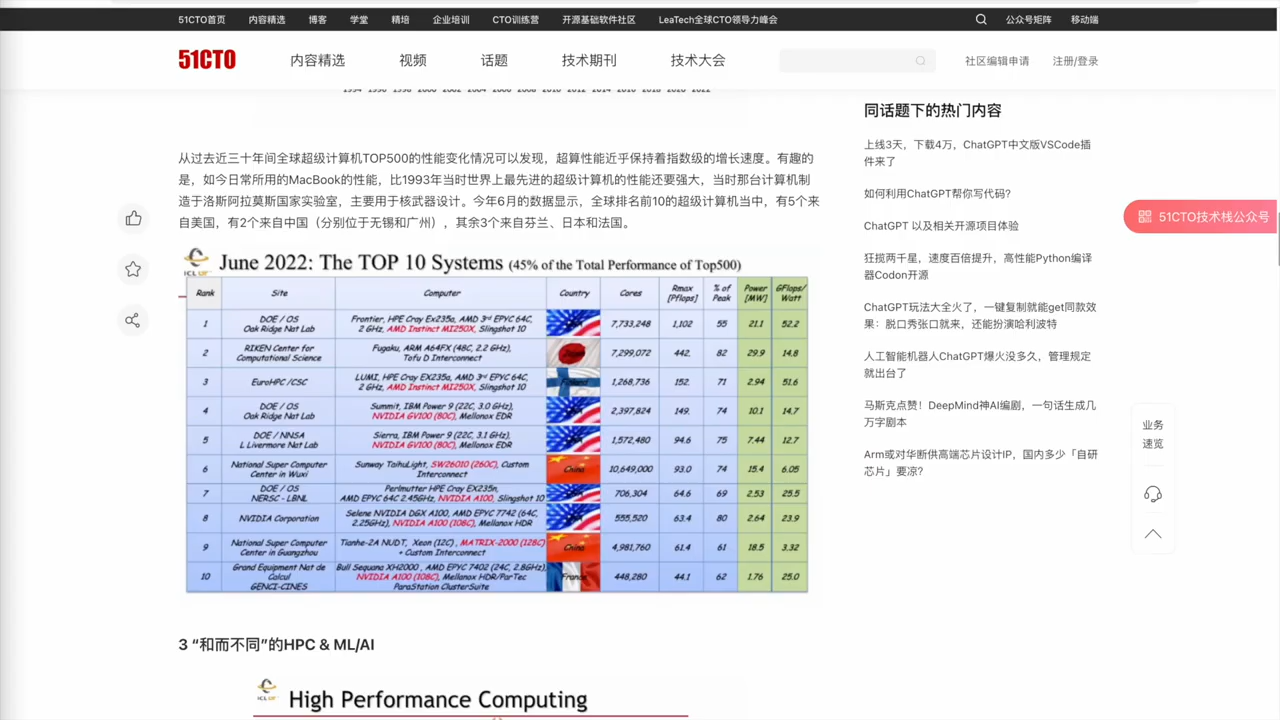 51CTO首页 内容精选 博客 学堂 精培 企业培训 CTO训练营 开源基础软件社区 LeaTech全球CTO领导力峰会 公众号矩阵 移动端
51CTO 内容精选 视频 话题 技术期刊 技术大会 社区编辑申请 注册/登录
从过去近三十年间全球超级计算机TOP500的性能变化情况可以发现，超算性能近乎保持着指数级的增长速度。有趣的
是，如今日常所用的MacBook的性能，比1993年当时世界上最先进的超级计算机的性能还要强大，当时那台计算机制
造于洛斯阿拉莫斯国家实验室，主要用于核武器设计。今年6月的数据显示，全球排名前10的超级计算机当中，有5个来
自美国，有2个来自中国（分别位于无锡和广州），其余3个来自芬兰、日本和法国。
ICL UT June 2022: The TOP 10 Systems (45% of the Total Performance of Top500)
Rank Site Computer Country Cores Rmax [Pflops] % of Peak Power [MW] GFlops/ Watt
1 DOE / OS Oak Ridge Nat Lab Frontier, HPE Cray Ex235a, AMD 3rd EPYC 64C, 2 GHz, AMD Instinct MI250X, Slingshot 10 USA 7,733,248 1,102 55 21.1 52.2
2 RIKEN Center for Computational Science Fugaku, ARM A64FX (48C, 2.2 GHz), Tofu D Interconnect Japan 7,299,072 442. 82 29.9 14.8
3 EuroHPC /CSC LUMI, HPE Cray EX235a, AMD 3rd EPYC 64C, 2 GHz, AMD Instinct MI250X, Slingshot 10 Finland 1,268,736 152. 71 2.94 51.6
4 DOE / OS Oak Ridge Nat Lab Summit, IBM Power 9 (22C, 3.0 GHz), NVIDIA GV100 (80C), Mellonox EDR USA 2,397,824 149. 74 10.1 14.7
5 DOE / NNSA L Livermore Nat Lab Sierra, IBM Power 9 (22C, 3.1 GHz), NVIDIA GV100 (80C), Mellonox EDR USA 1,572,480 94.6 75 7.44 12.7
6 National Super Computer Center in Wuxi Sunway TaihuLight, SW26010 (260C), Custom Interconnect China 10,649,000 93.0 74 15.4 6.05
7 DOE / OS NERSC - LBNL Perlmutter HPE Cray EX235n, AMD EPYC 64C 2.45GHz, NVIDIA A100, Slingshot 10 USA 706,304 64.6 69 2.53 25.5
8 NVIDIA Corporation Selene NVIDIA DGX A100, AMD EPYC 7742 (64C, 2.25GHz), NVIDIA A100 (108C), Mellanox HDR USA 555,520 63.4 80 2.64 23.9
9 National Super Computer Center in Guangzhou Tianhe-2A NUDT, Xeon (12C) , MATRIX-2000 (128C) + Custom Interconnect China 4,981,760 61.4 61 18.5 3.32
10 Grand Equipment Nat de Calcul GENCI-CINES Bull Sequana XH2000 , AMD EPYC 7402 (24C, 2.8GHz), NVIDIA A100 (108C), Mellanox HDR/ParTec ParaStation ClusterSuite France 448,280 44.1 62 1.76 25.0
3 “和而不同”的HPC & ML/AI
ICL UT High Performance Computing
同话题下的热门内容
上线3天，下载4万，ChatGPT中文版VSCode插
件来了
如何利用ChatGPT帮你写代码?
ChatGPT 以及相关开源项目体验
狂揽两千星，速度百倍提升，高性能Python编译
器Codon开源
ChatGPT玩法大全火了，一键复制就能get同款效
果：脱口秀张口就来，还能扮演哈利波特
人工智能机器人ChatGPT爆火没多久，管理规定
就出台了
马斯克点赞！DeepMind神AI编剧，一句话生成几
万字剧本
Arm或对华断供高端芯片设计IP，国内多少「自研
芯片」要凉?
51CTO技术栈公众号
业务
速览